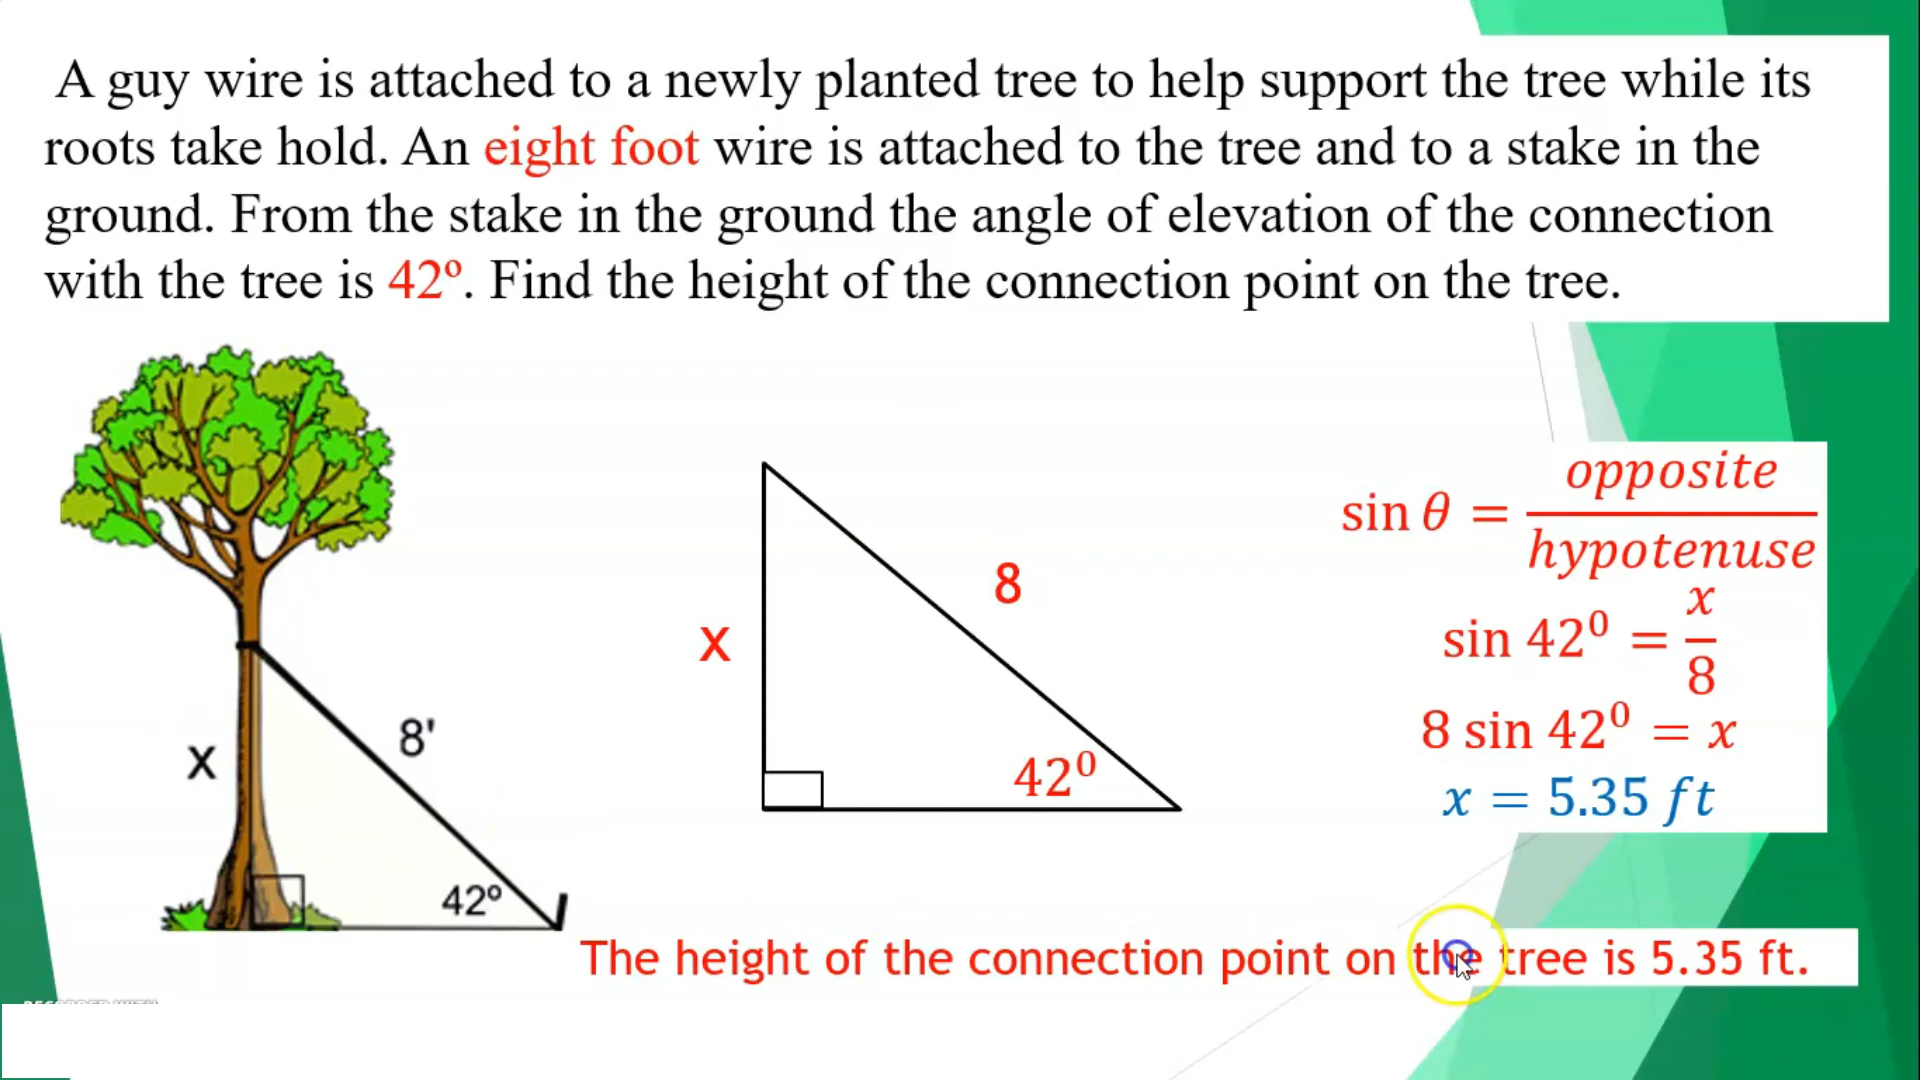 A guy wire is attached to a newly planted tree to help support the tree while its
roots take hold. An eight foot wire is attached to the tree and to a stake in the
ground. From the stake in the ground the angle of elevation of the connection
with the tree is 42º. Find the height of the connection point on the tree.
x
8'
42º
x
8
42⁰
sin θ = opposite / hypotenuse
sin 42⁰ = x / 8
8 sin 42⁰ = x
x = 5.35 ft
The height of the connection point on the tree is 5.35 ft.
RECORDED WITH